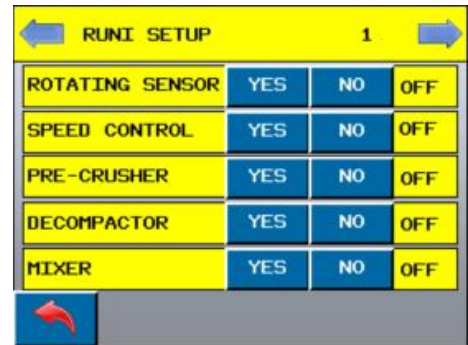 RUNI SETUP 1
ROTATING SENSOR YES NO OFF
SPEED CONTROL YES NO OFF
PRE-CRUSHER YES NO OFF
DECOMPACTOR YES NO OFF
MIXER YES NO OFF